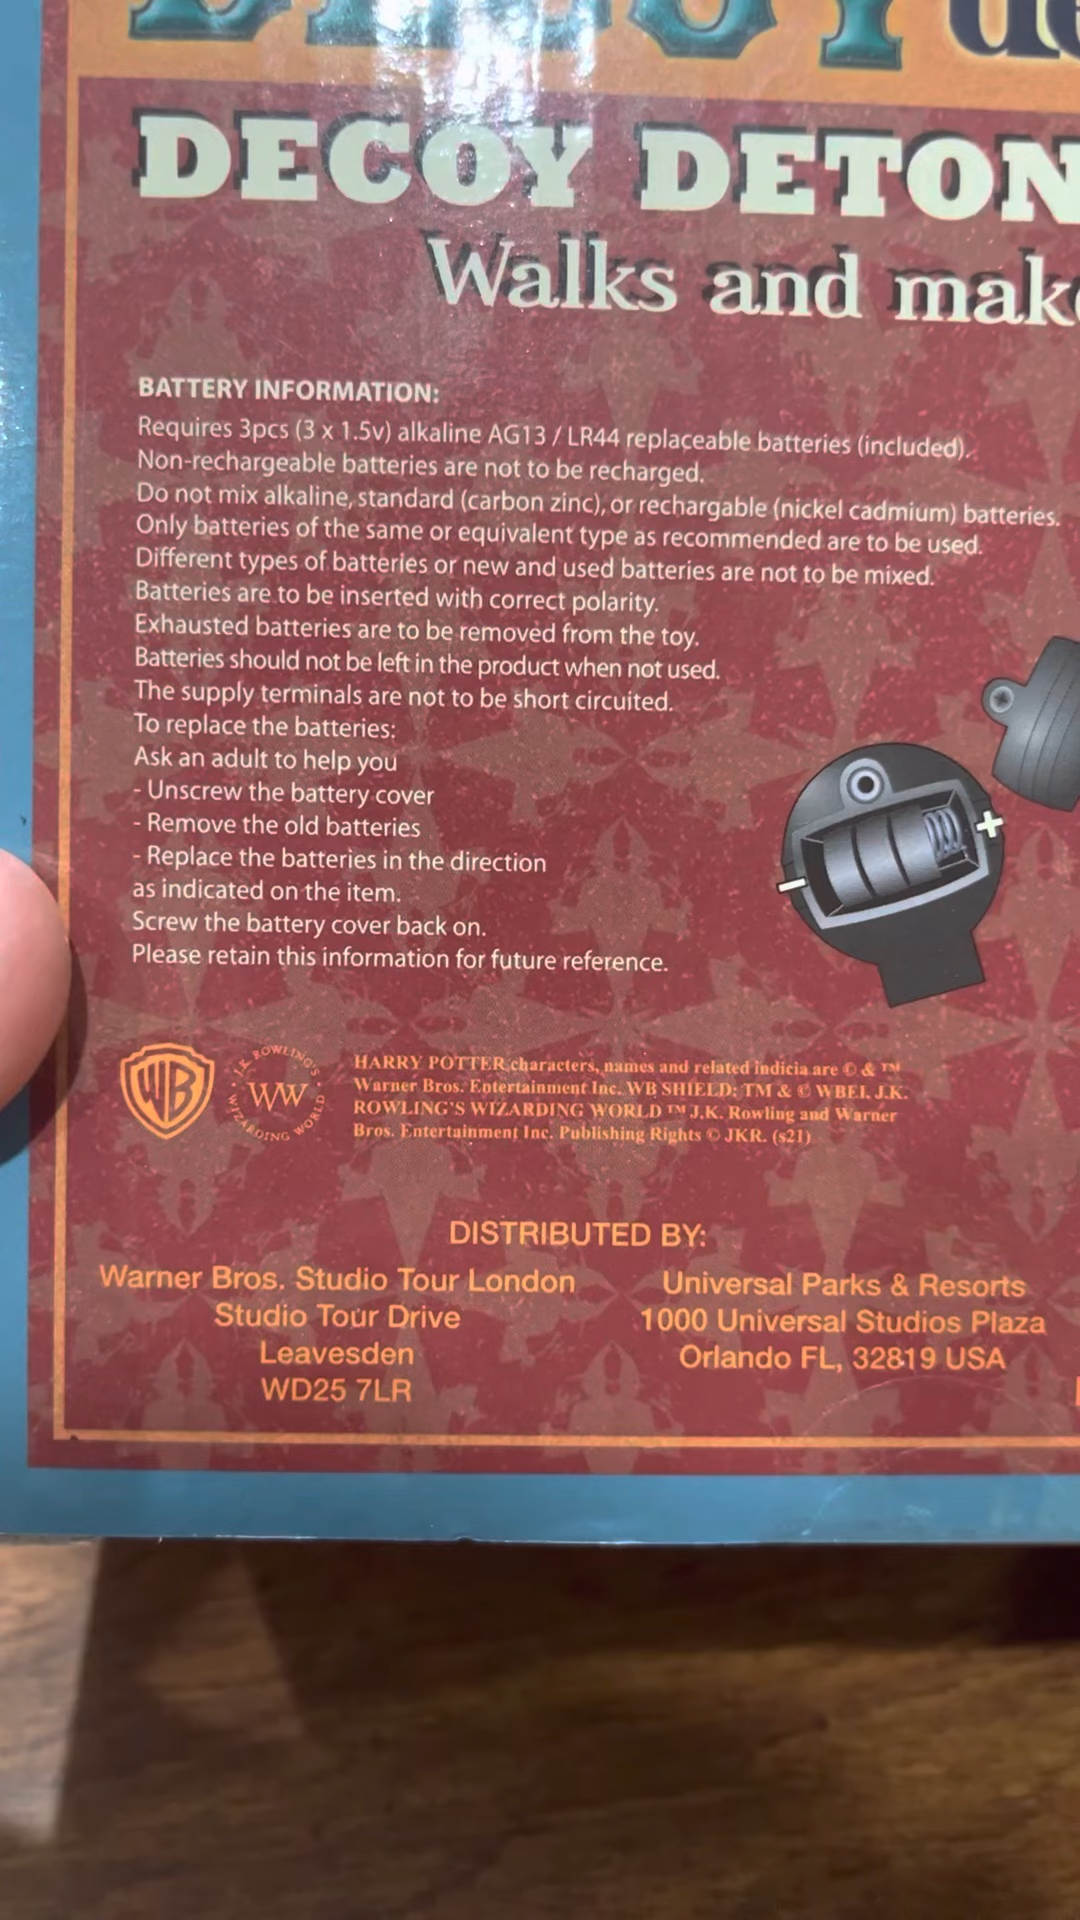 DECOY DETON
Walks and mak
BATTERY INFORMATION:
Requires 3pcs (3 x 1.5v) alkaline AG13 / LR44 replaceable batteries (included).
Non-rechargeable batteries are not to be recharged.
Do not mix alkaline, standard (carbon zinc), or rechargable (nickel cadmium) batteries.
Only batteries of the same or equivalent type as recommended are to be used.
Different types of batteries or new and used batteries are not to be mixed.
Batteries are to be inserted with correct polarity.
Exhausted batteries are to be removed from the toy.
Batteries should not be left in the product when not used.
The supply terminals are not to be short circuited.
To replace the batteries:
Ask an adult to help you
- Unscrew the battery cover
- Remove the old batteries
- Replace the batteries in the direction
as indicated on the item.
Screw the battery cover back on.
Please retain this information for future reference.
+
−
WB
J.K. ROWLING'S
WW
WIZARDING WORLD
HARRY POTTER characters, names and related indicia are © & ™
Warner Bros. Entertainment Inc. WB SHIELD: TM & © WBEI. J.K.
ROWLING'S WIZARDING WORLD ™ J.K. Rowling and Warner
Bros. Entertainment Inc. Publishing Rights © JKR. (s21)
DISTRIBUTED BY:
Warner Bros. Studio Tour London
Studio Tour Drive
Leavesden
WD25 7LR
Universal Parks & Resorts
1000 Universal Studios Plaza
Orlando FL, 32819 USA